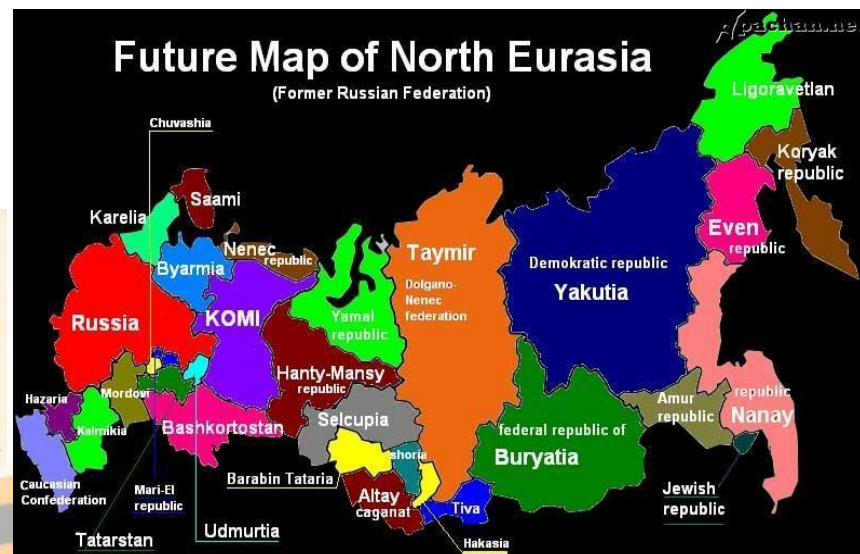 Apachan.net
Future Map of North Eurasia
(Former Russian Federation)
Chuvashia
Ligoravetlan
Koryak
republic
Saami
Karelia
Nenec
republic
Byarmia
Taymir
Dolgano-
Nenec
federation
Even
republic
Demokratic republic
Yakutia
Russia
KOMI
Yamal
republic
Hanty-Mansy
republic
Hazaria
Mordovi
Kalmikia
Bashkortostan
Selcupia
shoria
federal republic of
Buryatia
Amur
republic
republic
Nanay
Caucasian
Confederation
Mari-El
republic
Barabin Tataria
Altay
caganat
Tiva
Jewish
republic
Tatarstan
Udmurtia
Hakasia